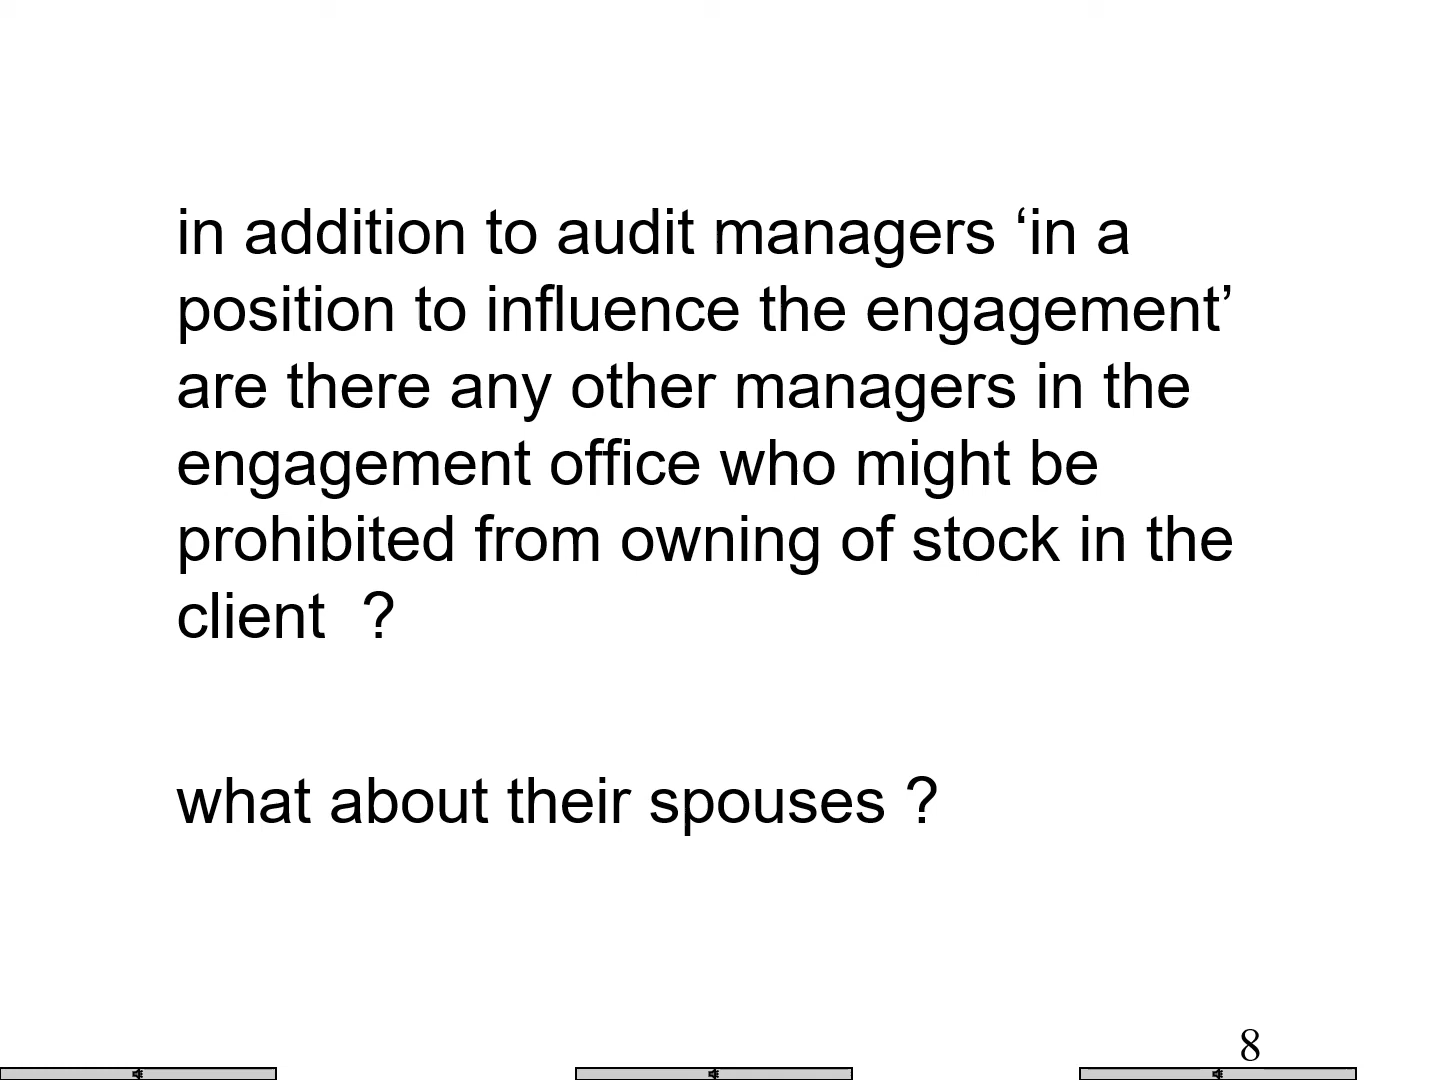 in addition to audit managers ‘in a
position to influence the engagement’
are there any other managers in the
engagement office who might be
prohibited from owning of stock in the
client  ?
what about their spouses ?
8